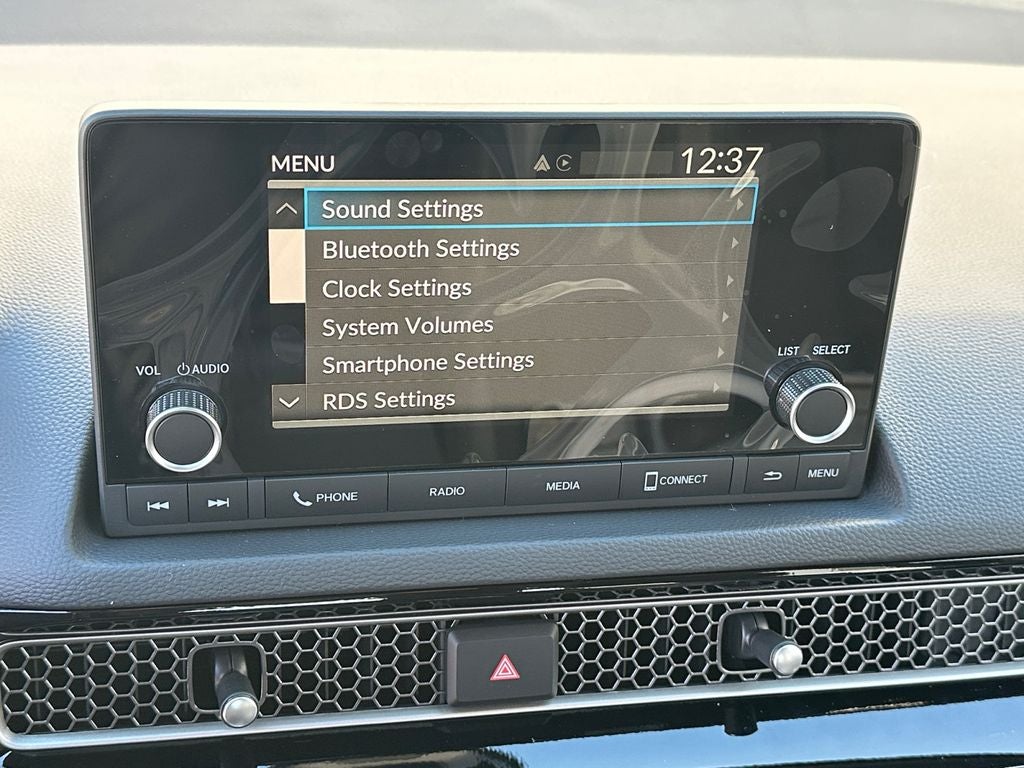 MENU 12:37
Sound Settings
Bluetooth Settings
Clock Settings
System Volumes
Smartphone Settings
RDS Settings
VOL AUDIO
LIST SELECT
PHONE RADIO MEDIA CONNECT MENU